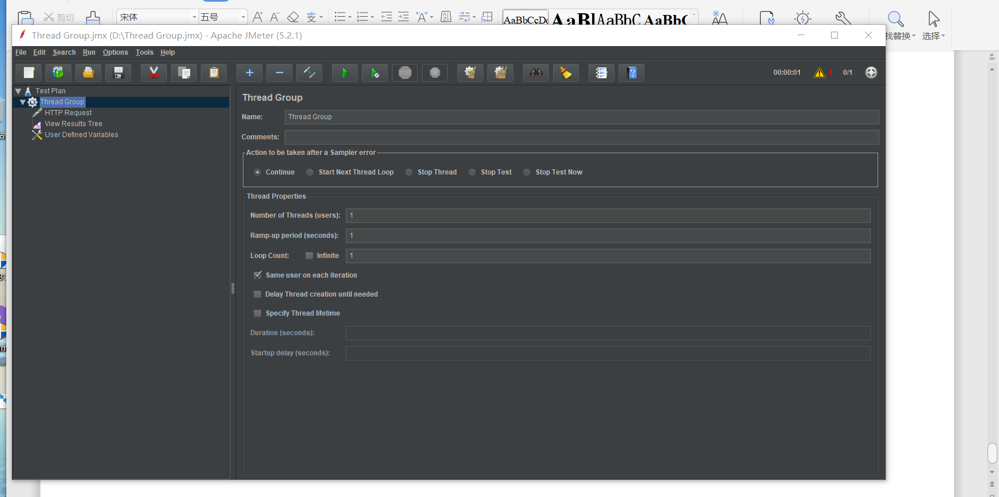 剪切
宋体
五号
AaBbCcDc
AaBl
AaBbC
AaBbC
找替换
选择
Thread Group.jmx (D:\Thread Group.jmx) - Apache JMeter (5.2.1)
File Edit Search Run Options Tools Help
STOP
00:00:01
1
0/1
Test Plan
Thread Group
HTTP Request
View Results Tree
User Defined Variables
Thread Group
Name: Thread Group
Comments:
Action to be taken after a Sampler error
Continue Start Next Thread Loop Stop Thread Stop Test Stop Test Now
Thread Properties
Number of Threads (users): 1
Ramp-up period (seconds): 1
Loop Count: Infinite 1
Same user on each iteration
Delay Thread creation until needed
Specify Thread lifetime
Duration (seconds):
Startup delay (seconds):